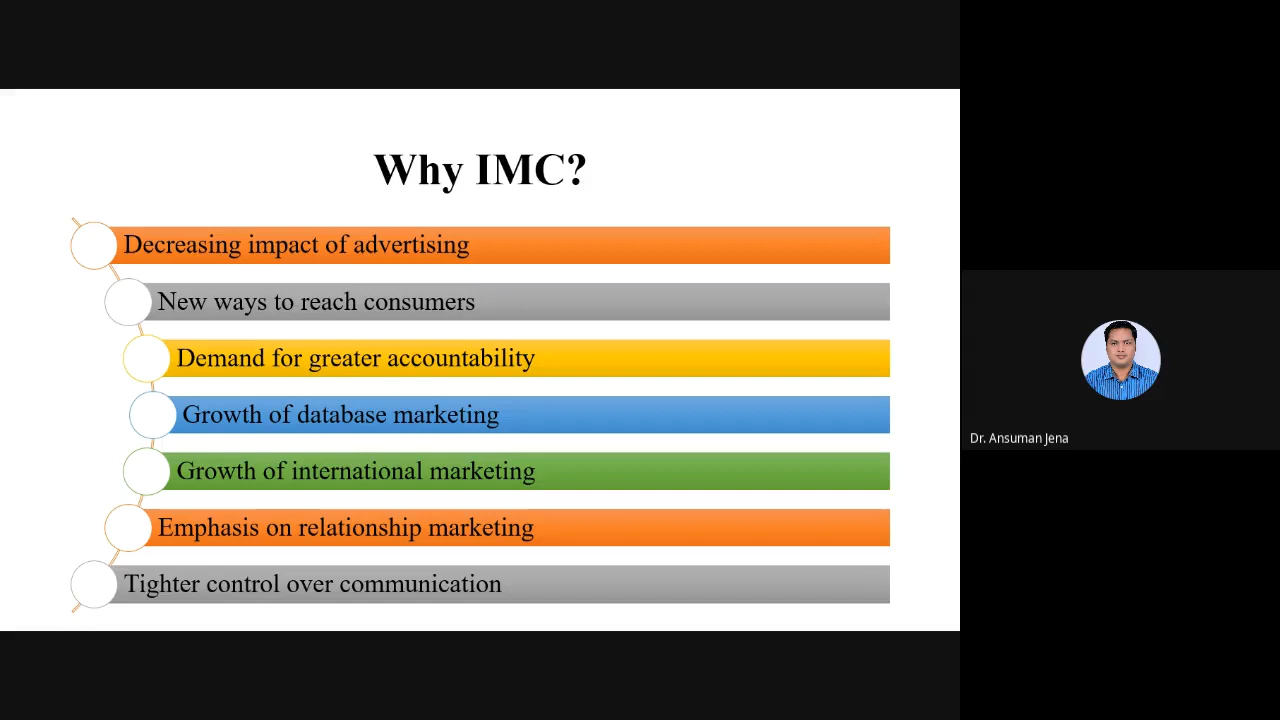 Why IMC?
Decreasing impact of advertising
New ways to reach consumers
Demand for greater accountability
Growth of database marketing
Growth of international marketing
Emphasis on relationship marketing
Tighter control over communication
Dr. Ansuman Jena